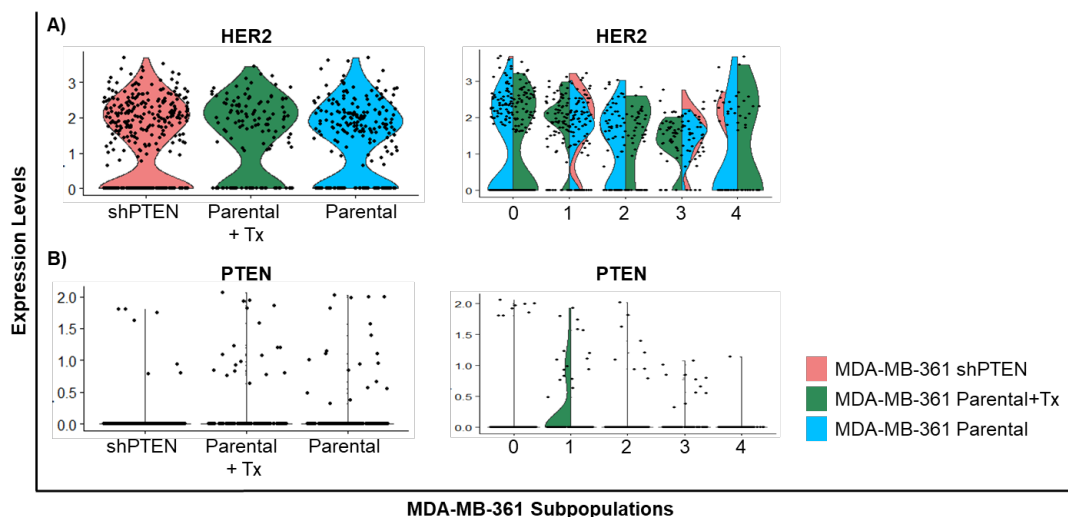 A)
HER2
HER2
3
2
1
0
shPTEN
Parental
+ Tx
Parental
3
2
1
0
0
1
2
3
4
Expression Levels
B)
PTEN
PTEN
2.0
1.5
1.0
0.5
0.0
shPTEN
Parental
+ Tx
Parental
2.0
1.5
1.0
0.5
0.0
0
1
2
3
4
MDA-MB-361 shPTEN
MDA-MB-361 Parental+Tx
MDA-MB-361 Parental
MDA-MB-361 Subpopulations